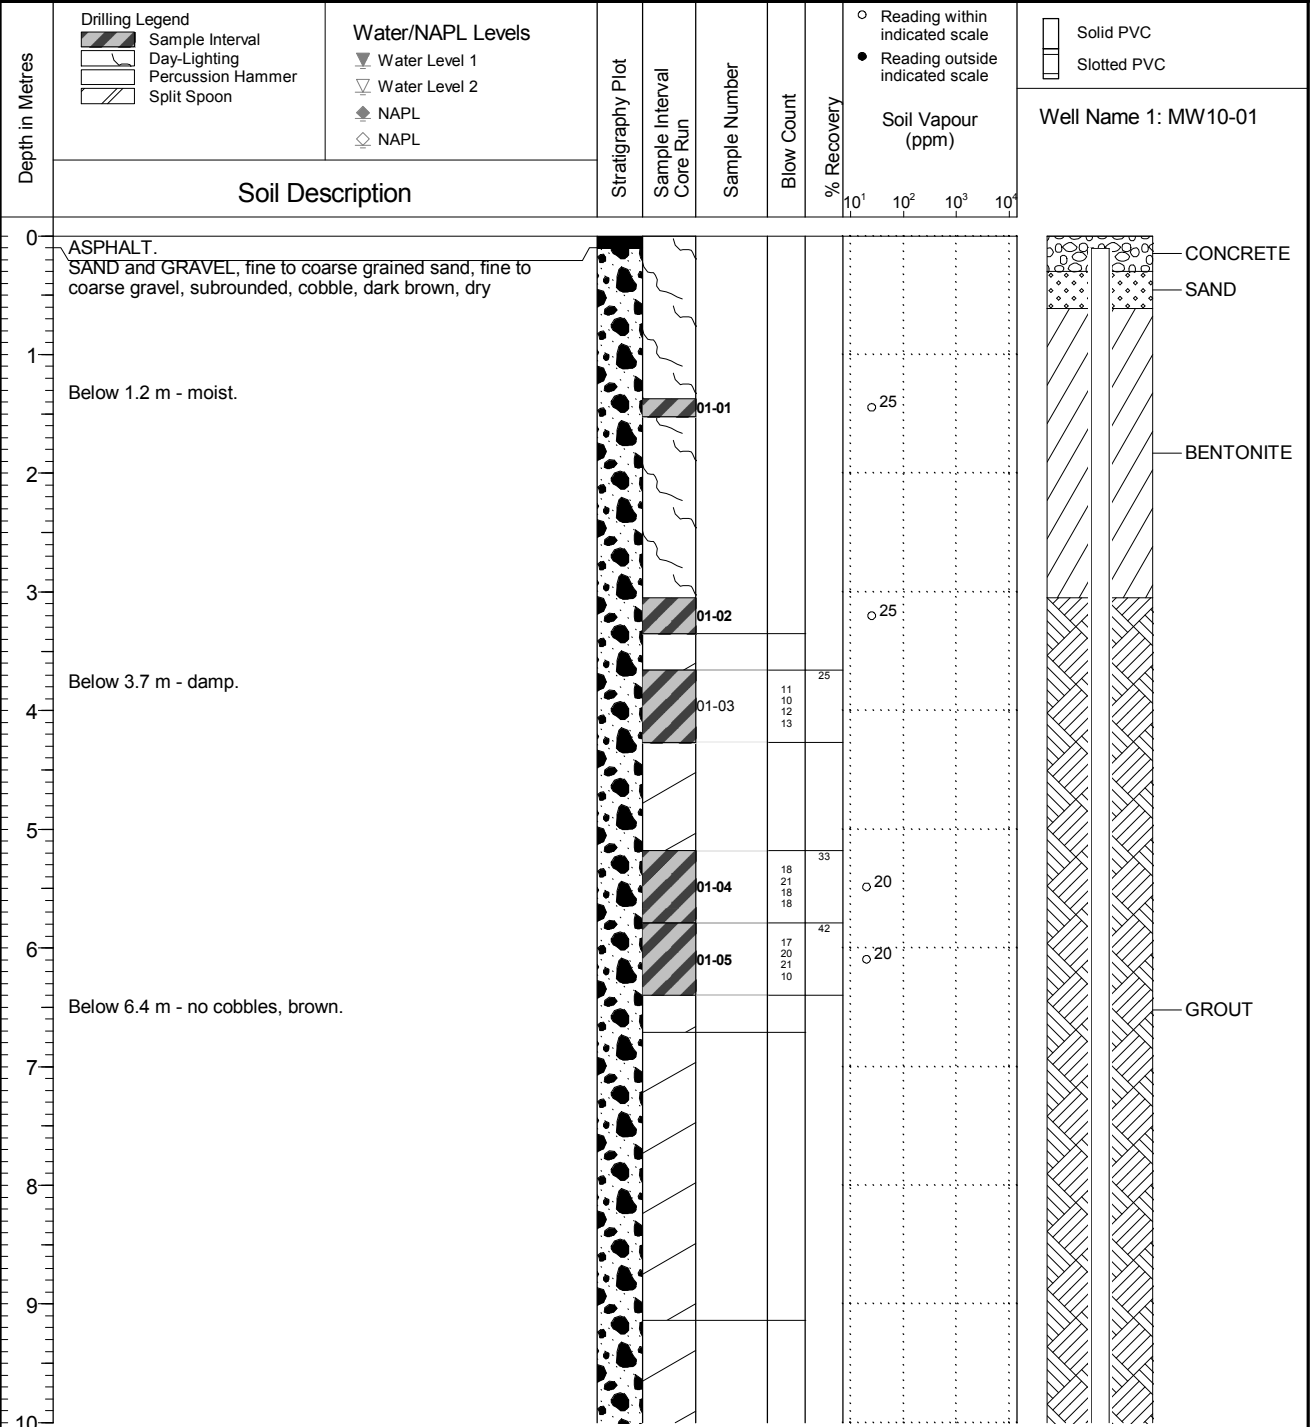 Depth in Metres
Drilling Legend
Sample Interval
Day-Lighting
Percussion Hammer
Split Spoon
Water/NAPL Levels
Water Level 1
Water Level 2
NAPL
NAPL
Soil Description
Stratigraphy Plot
Sample Interval
Core Run
Sample Number
Blow Count
% Recovery
Reading within
indicated scale
Reading outside
indicated scale
Soil Vapour
(ppm)
10¹ 10² 10³ 10⁴
Solid PVC
Slotted PVC
Well Name 1: MW10-01
0
ASPHALT.
SAND and GRAVEL, fine to coarse grained sand, fine to
coarse gravel, subrounded, cobble, dark brown, dry
CONCRETE
SAND
1
Below 1.2 m - moist.
01-01
25
BENTONITE
2
3
01-02
25
Below 3.7 m - damp.
25
01-03
11
10
12
13
4
5
33
01-04
18
21
18
18
20
42
6
01-05
17
20
21
10
20
Below 6.4 m - no cobbles, brown.
GROUT
7
8
9
10